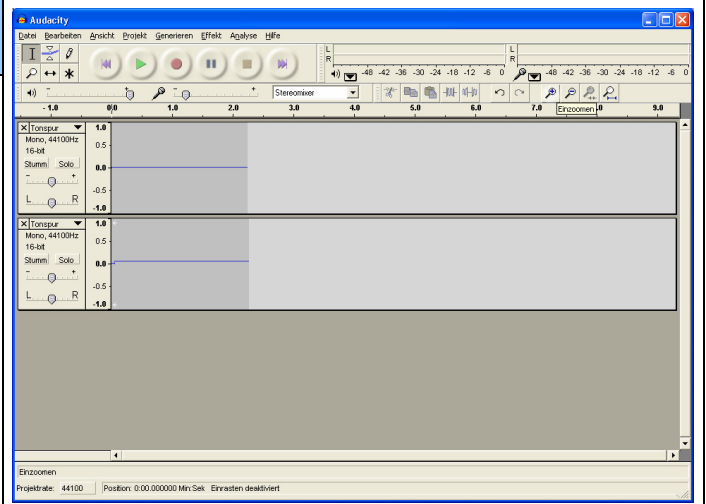 Audacity
Datei Bearbeiten Ansicht Projekt Generieren Effekt Analyse Hilfe
L
R
-48 -42 -36 -30 -24 -18 -12 -6 0
L
R
-48 -42 -36 -30 -24 -18 -12 -6 0
- + - + Stereomixer
- 1.0 0,0 1.0 2.0 3.0 4.0 5.0 6.0 7.0 8.0 9.0
Einzoomen
Tonspur
Mono, 44100Hz
16-bit
Stumm Solo
- +
L R
1.0
0.5
0.0
-0.5
-1.0
Tonspur
Mono, 44100Hz
16-bit
Stumm Solo
- +
L R
1.0
0.5
0.0
-0.5
-1.0
Einzoomen
Projektrate: 44100 Position: 0:00.000000 Min:Sek Einrasten deaktiviert